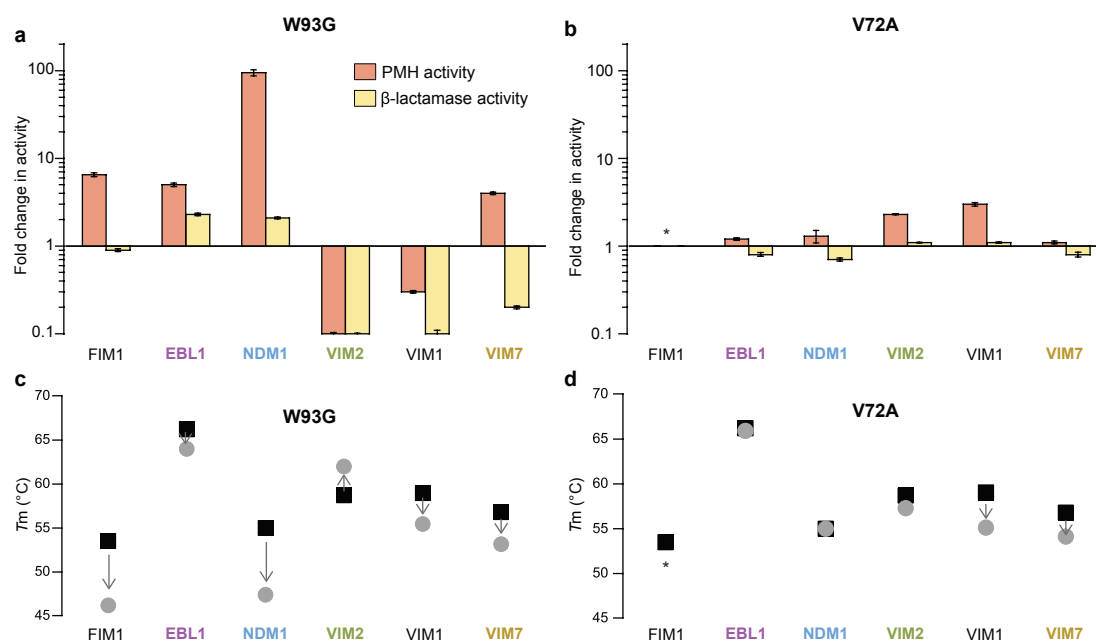 a
W93G
Fold change in activity
100
10
1
0.1
PMH activity
β-lactamase activity
FIM1 EBL1 NDM1 VIM2 VIM1 VIM7
b
V72A
Fold change in activity
100
10
1
0.1
*
FIM1 EBL1 NDM1 VIM2 VIM1 VIM7
c
W93G
Tm (°C)
70
65
60
55
50
45
FIM1 EBL1 NDM1 VIM2 VIM1 VIM7
d
V72A
Tm (°C)
70
65
60
55
50
45
*
FIM1 EBL1 NDM1 VIM2 VIM1 VIM7